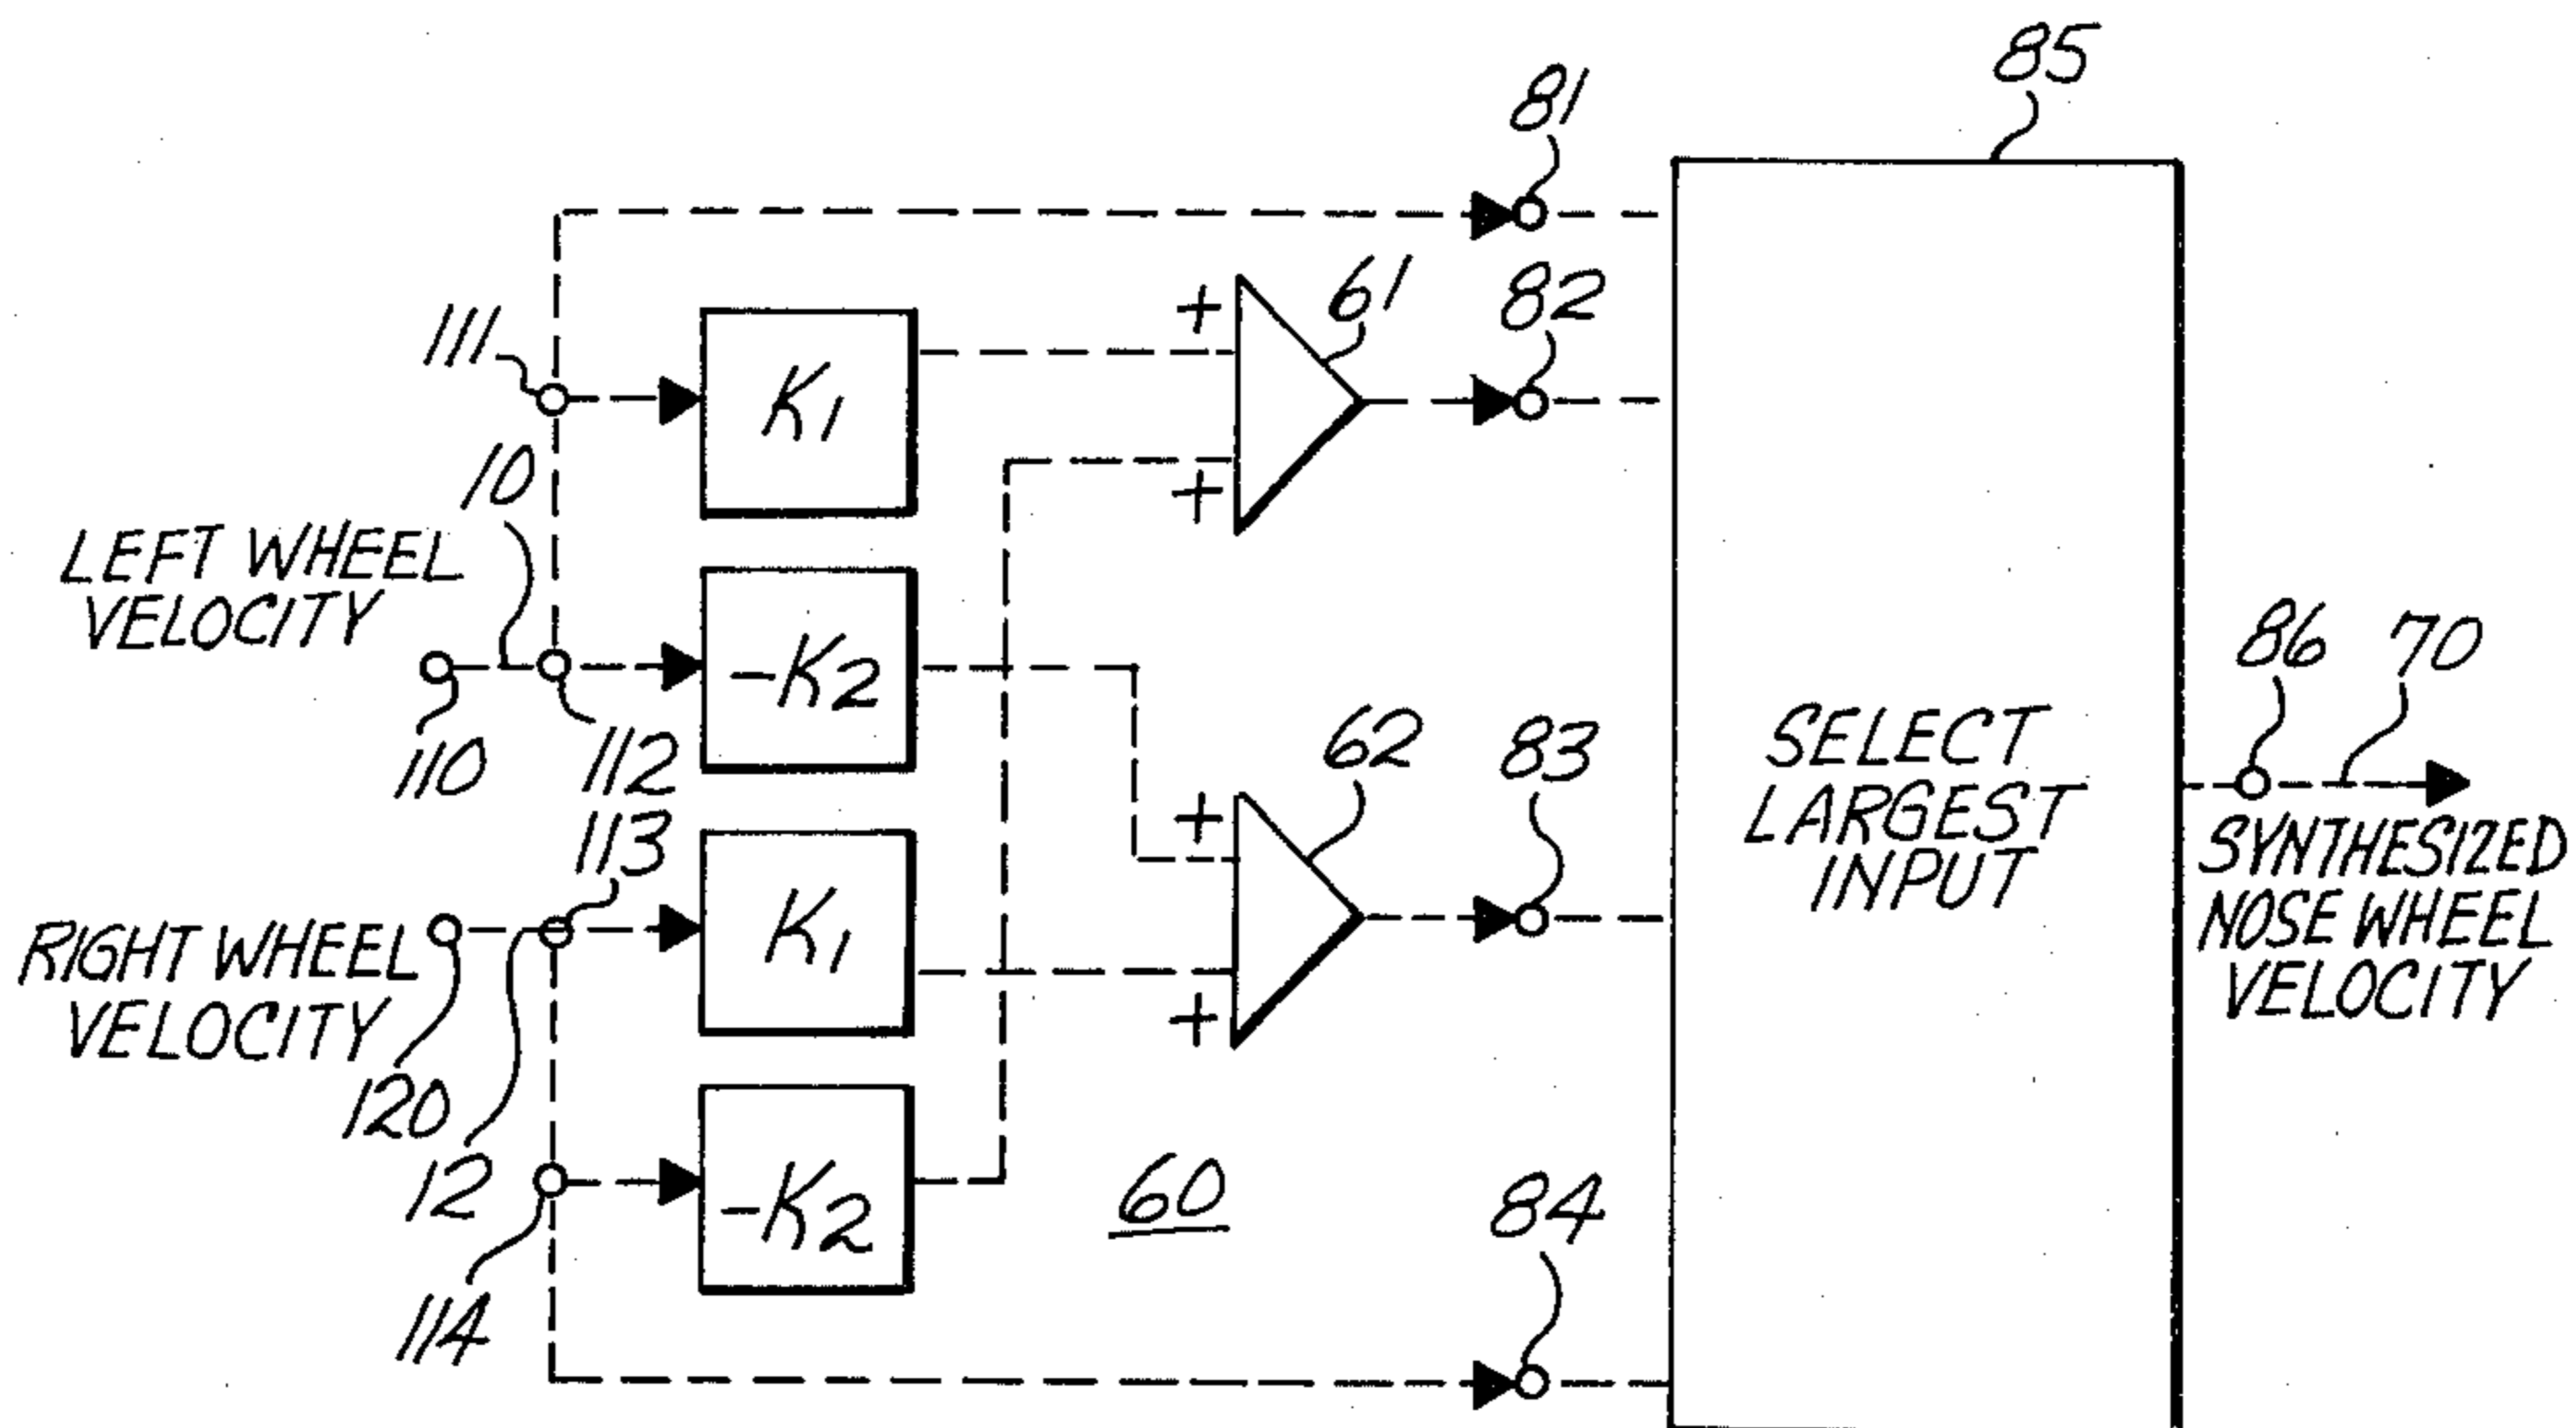 85
81
82
61
111
K1
+
+
10
LEFT WHEEL
VELOCITY
-K2
110
112
62
83
+
+
86
70
SELECT
LARGEST
INPUT
SYNTHESIZED
NOSE WHEEL
VELOCITY
113
RIGHT WHEEL
VELOCITY
K1
120
12
114
-K2
60
84